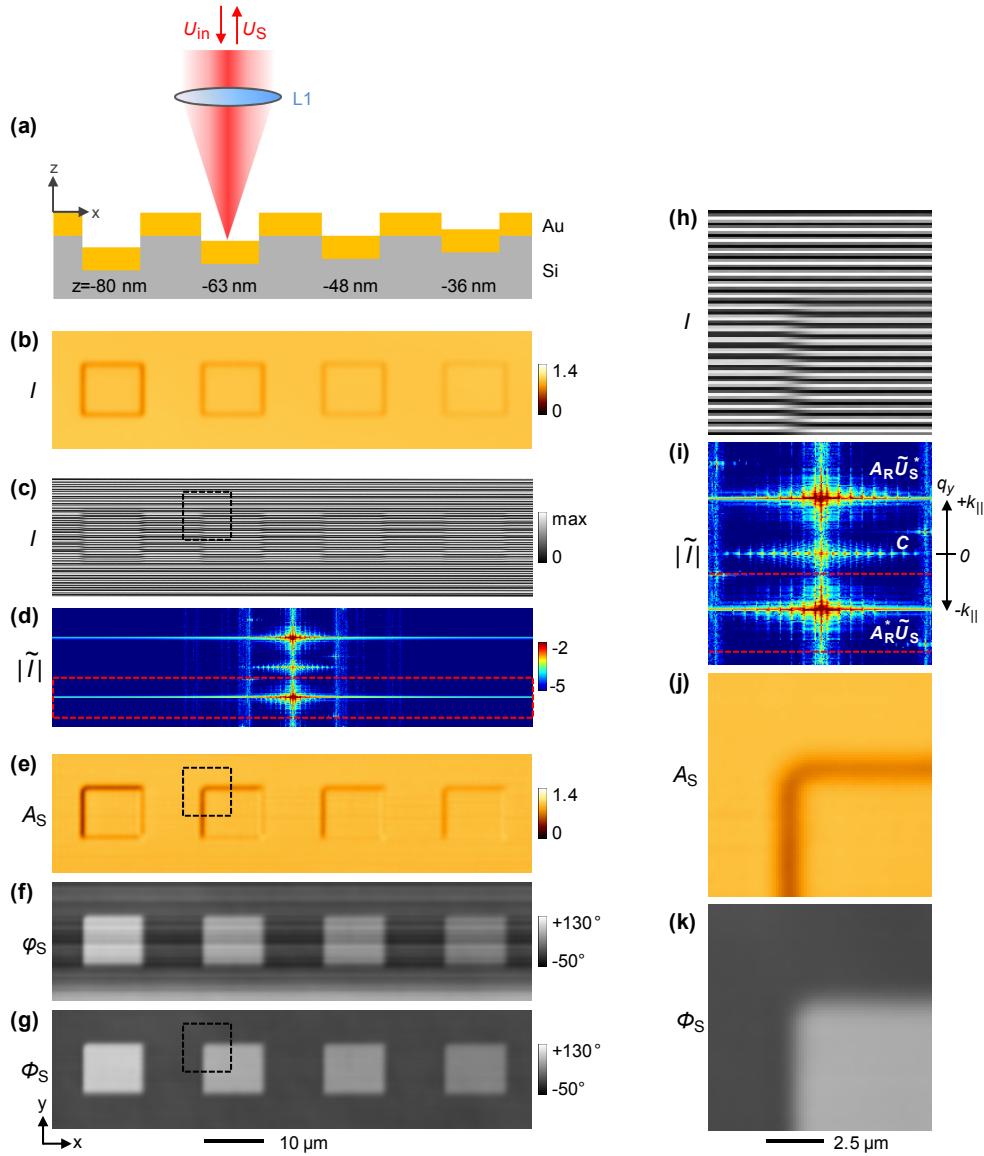 U_in U_S
L1
(a)
z
x
Au
Si
z=-80 nm -63 nm -48 nm -36 nm
(b)
I
1.4
0
(c)
I
max
0
(d)
|Ĩ|
-2
-5
(e)
A_S
1.4
0
(f)
φ_S
+130°
-50°
(g)
Φ_S
+130°
-50°
y
x
10 µm
(h)
I
(i)
|Ĩ|
A_R Ũ_S^*
C
A_R^* Ũ_S
q_y
+k_||
0
-k_||
(j)
A_S
(k)
Φ_S
2.5 µm